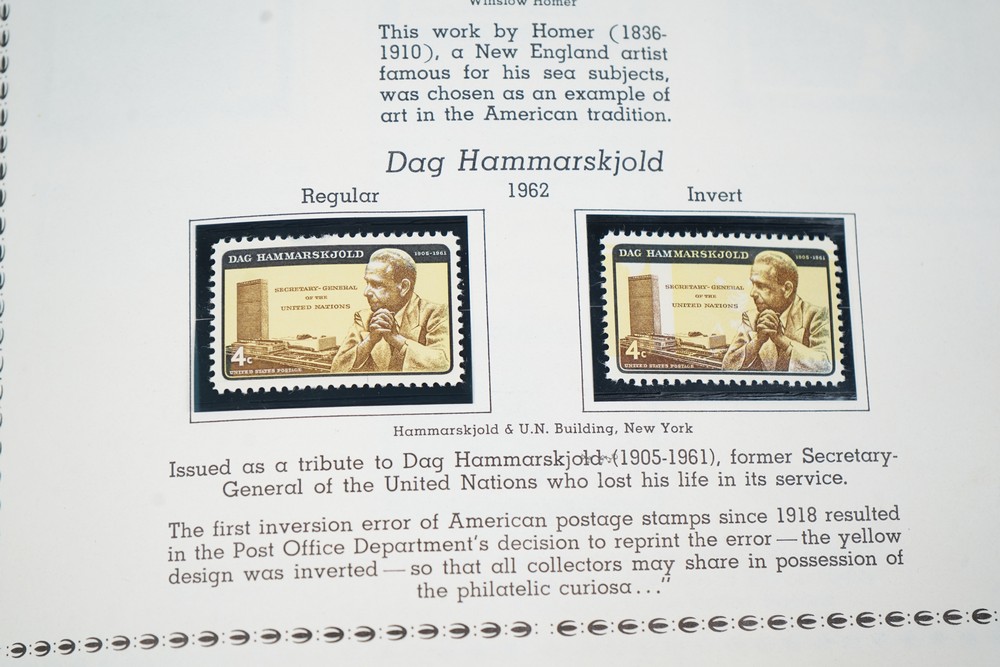 Winslow Homer
This work by Homer (1836-
1910), a New England artist
famous for his sea subjects,
was chosen as an example of
art in the American tradition.
Dag Hammarskjold
1962
Regular
Invert
DAG HAMMARSKJOLD 1905-1961
SECRETARY-GENERAL
OF THE
UNITED NATIONS
4c
UNITED STATES POSTAGE
DAG HAMMARSKJOLD 1905-1961
SECRETARY-GENERAL
OF THE
UNITED NATIONS
4c
UNITED STATES POSTAGE
Hammarskjold & U.N. Building, New York
Issued as a tribute to Dag Hammarskjold (1905-1961), former Secretary-
General of the United Nations who lost his life in its service.
The first inversion error of American postage stamps since 1918 resulted
in the Post Office Department's decision to reprint the error—the yellow
design was inverted—so that all collectors may share in possession of
the philatelic curiosa..."